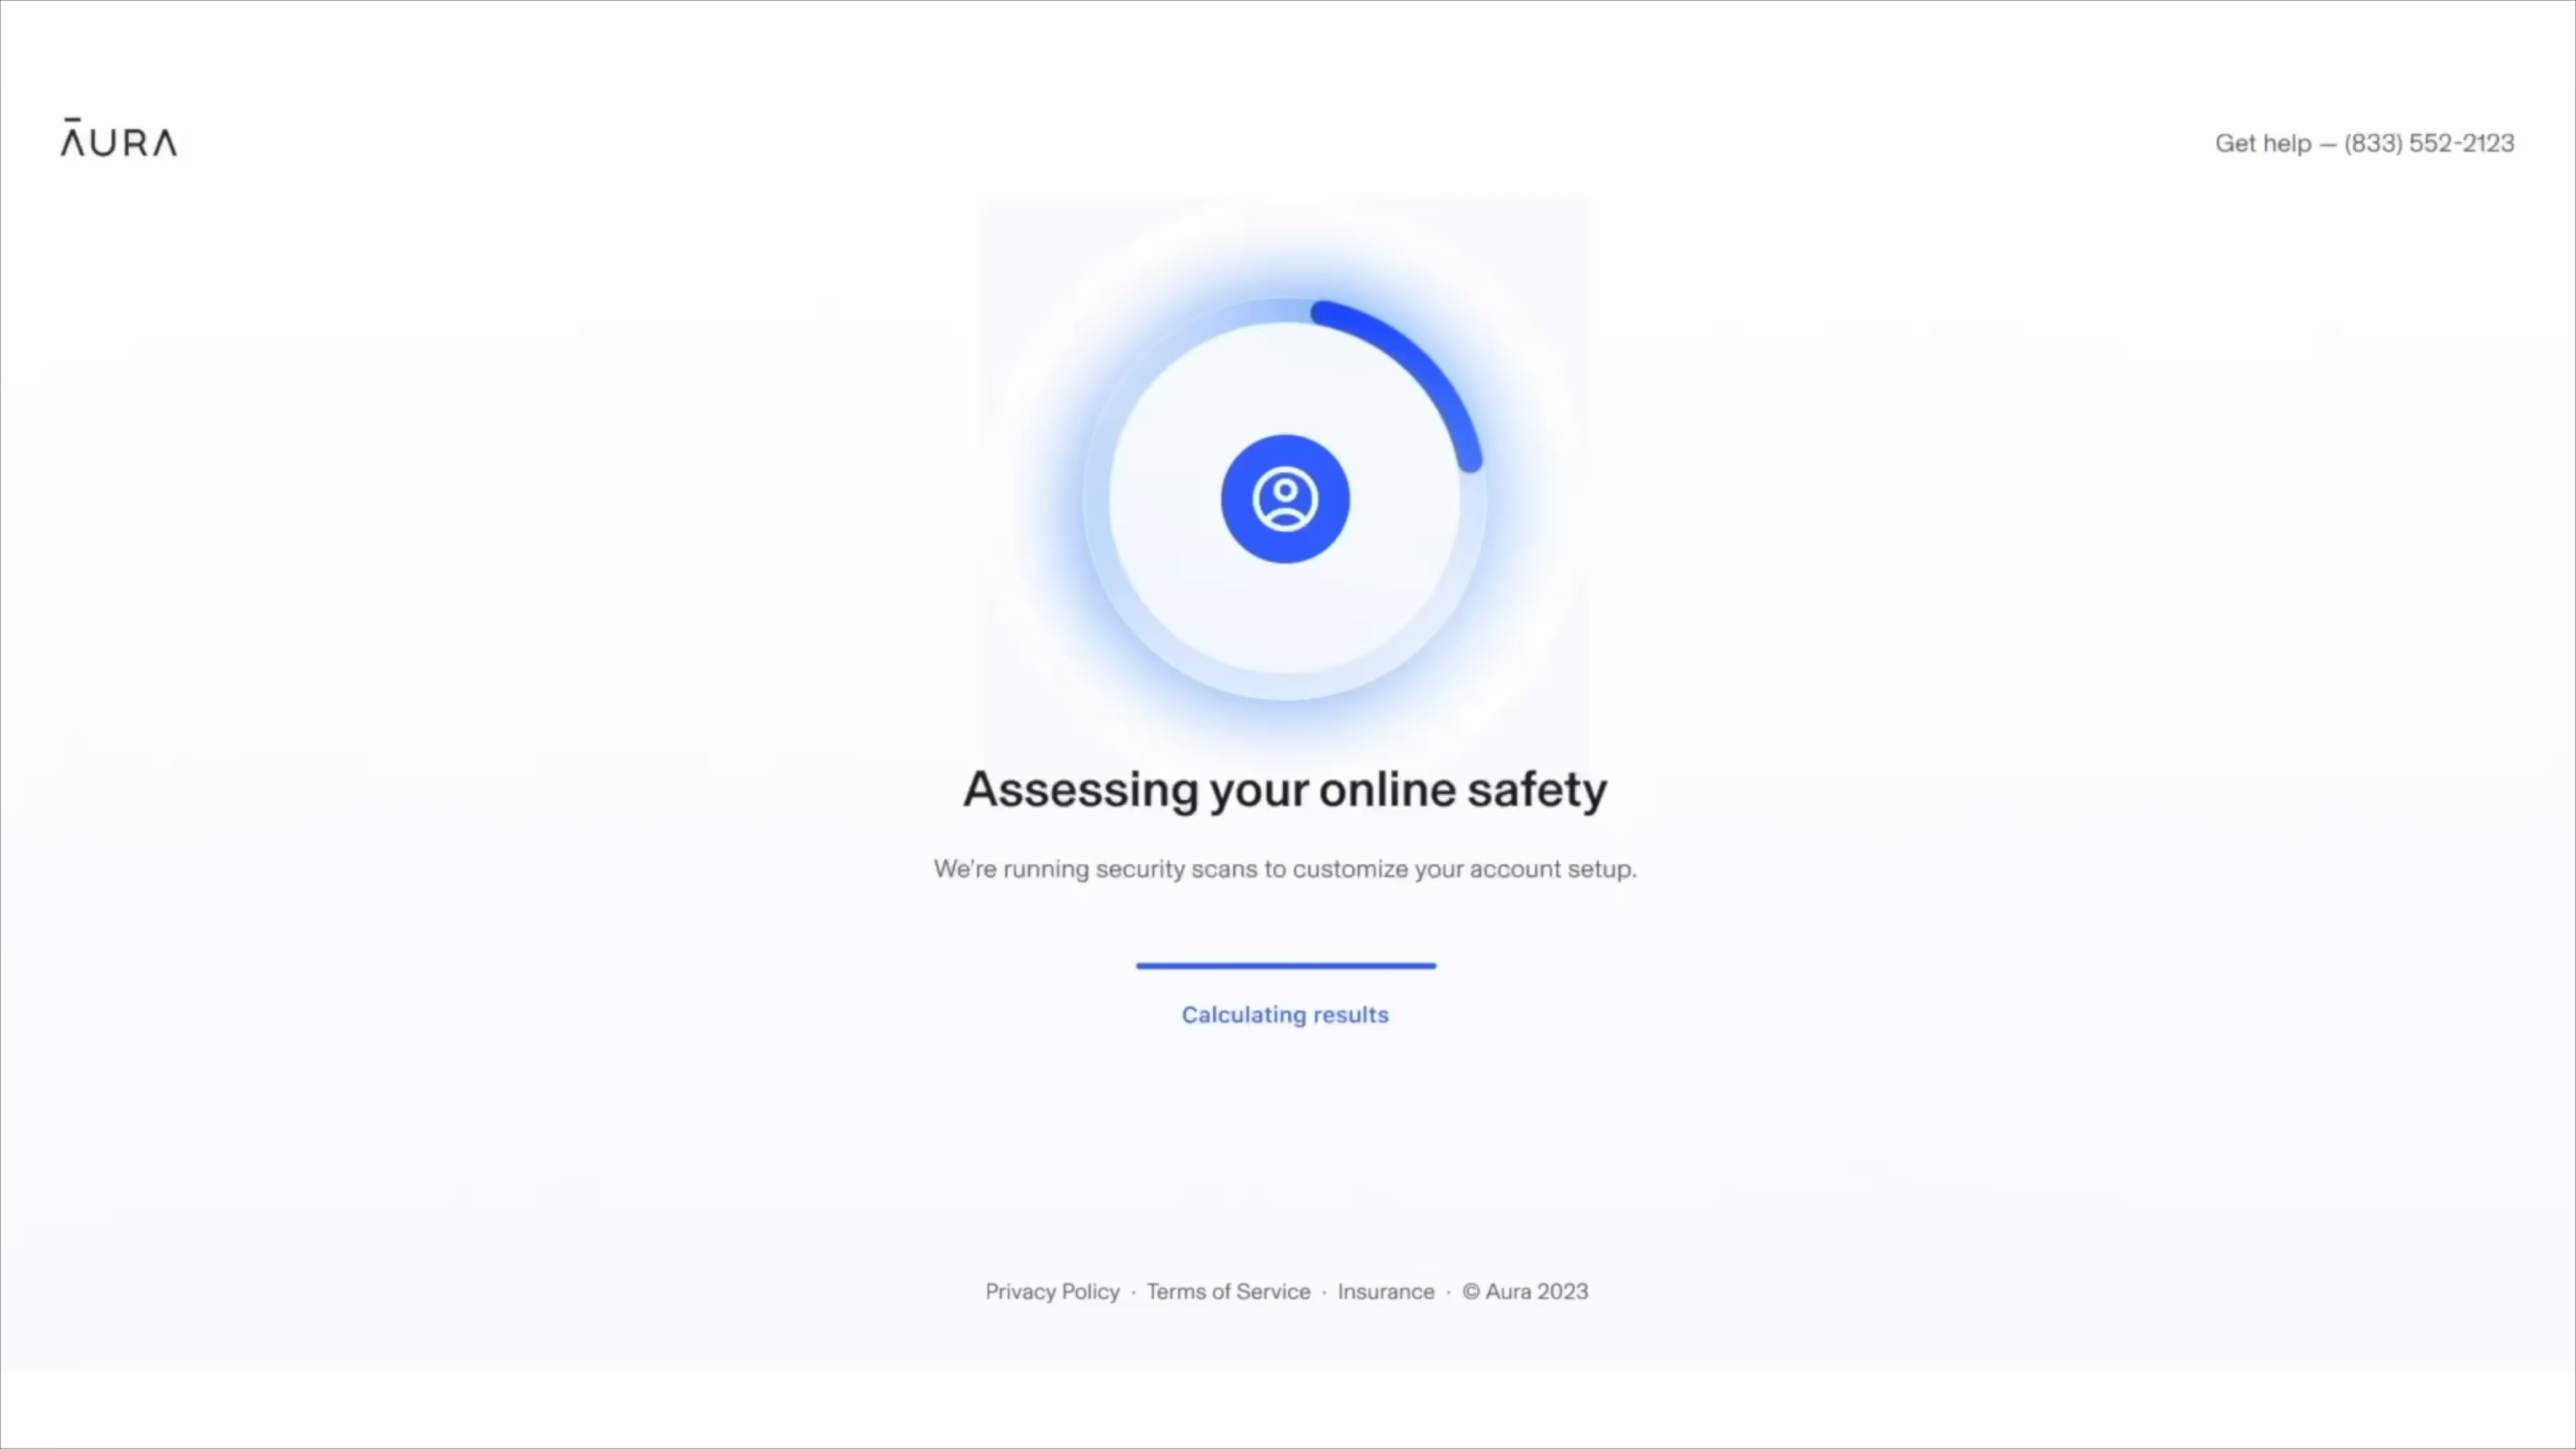 ĀURA
Get help — (833) 552-2123
Assessing your online safety
We're running security scans to customize your account setup.
Calculating results
Privacy Policy · Terms of Service · Insurance · © Aura 2023